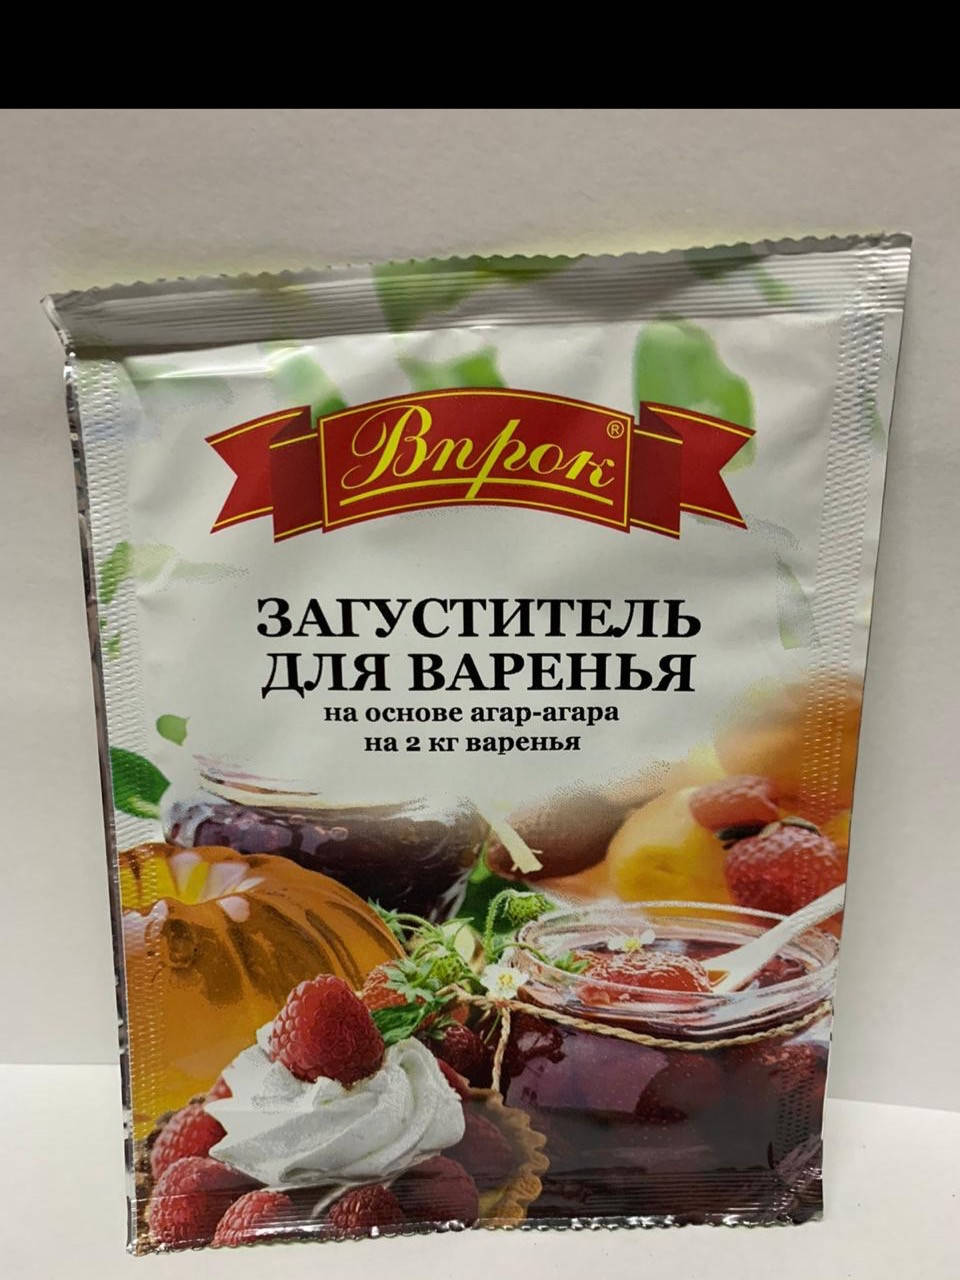 Впрок®
ЗАГУСТИТЕЛЬ
ДЛЯ ВАРЕНЬЯ
на основе агар-агара
на 2 кг варенья